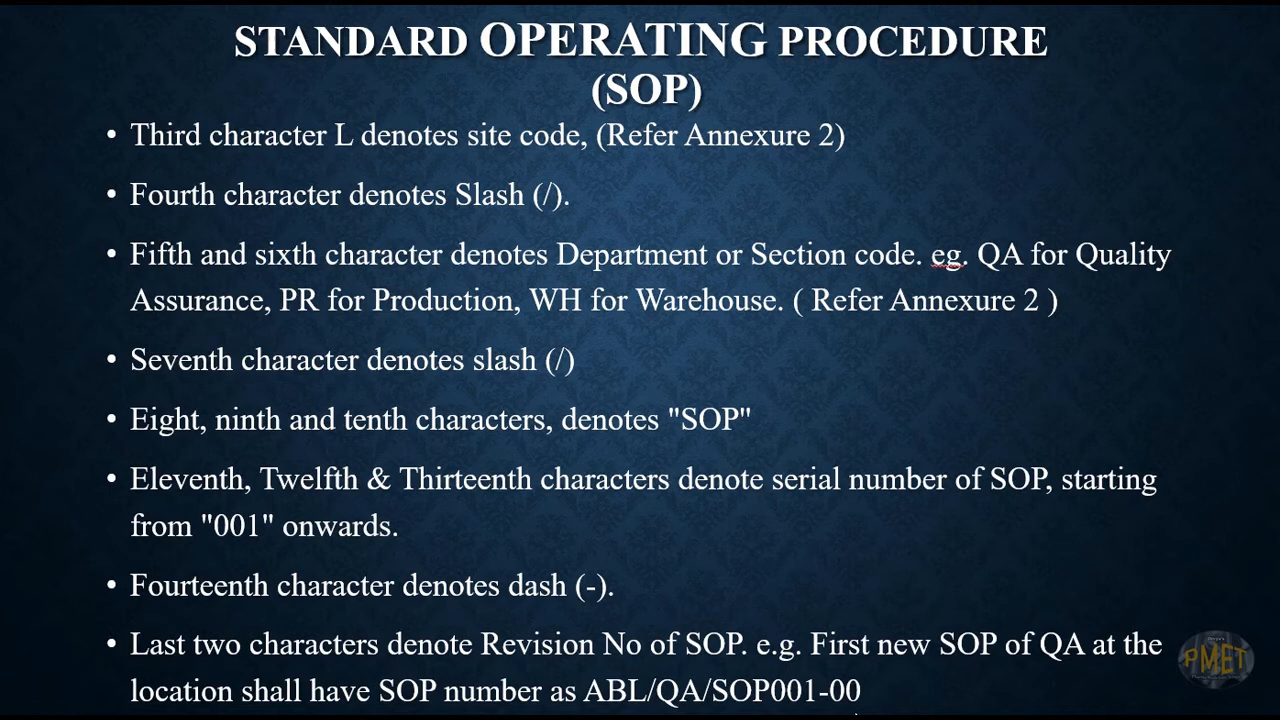 STANDARD OPERATING PROCEDURE
(SOP)
• Third character L denotes site code, (Refer Annexure 2)
• Fourth character denotes Slash (/).
• Fifth and sixth character denotes Department or Section code. eg. QA for Quality
Assurance, PR for Production, WH for Warehouse. ( Refer Annexure 2 )
• Seventh character denotes slash (/)
• Eight, ninth and tenth characters, denotes "SOP"
• Eleventh, Twelfth & Thirteenth characters denote serial number of SOP, starting
from "001" onwards.
• Fourteenth character denotes dash (-).
• Last two characters denote Revision No of SOP. e.g. First new SOP of QA at the
location shall have SOP number as ABL/QA/SOP001-00
PMET